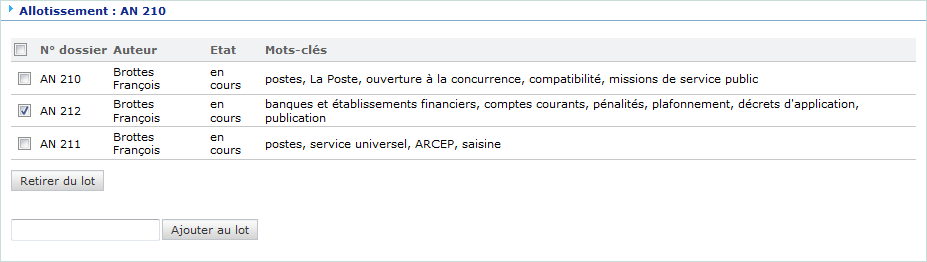 Allotissement : AN 210
N° dossier Auteur Etat Mots-clés
AN 210 Brottes François en cours postes, La Poste, ouverture à la concurrence, compatibilité, missions de service public
AN 212 Brottes François en cours banques et établissements financiers, comptes courants, pénalités, plafonnement, décrets d'application, publication
AN 211 Brottes François en cours postes, service universel, ARCEP, saisine
Retirer du lot
Ajouter au lot